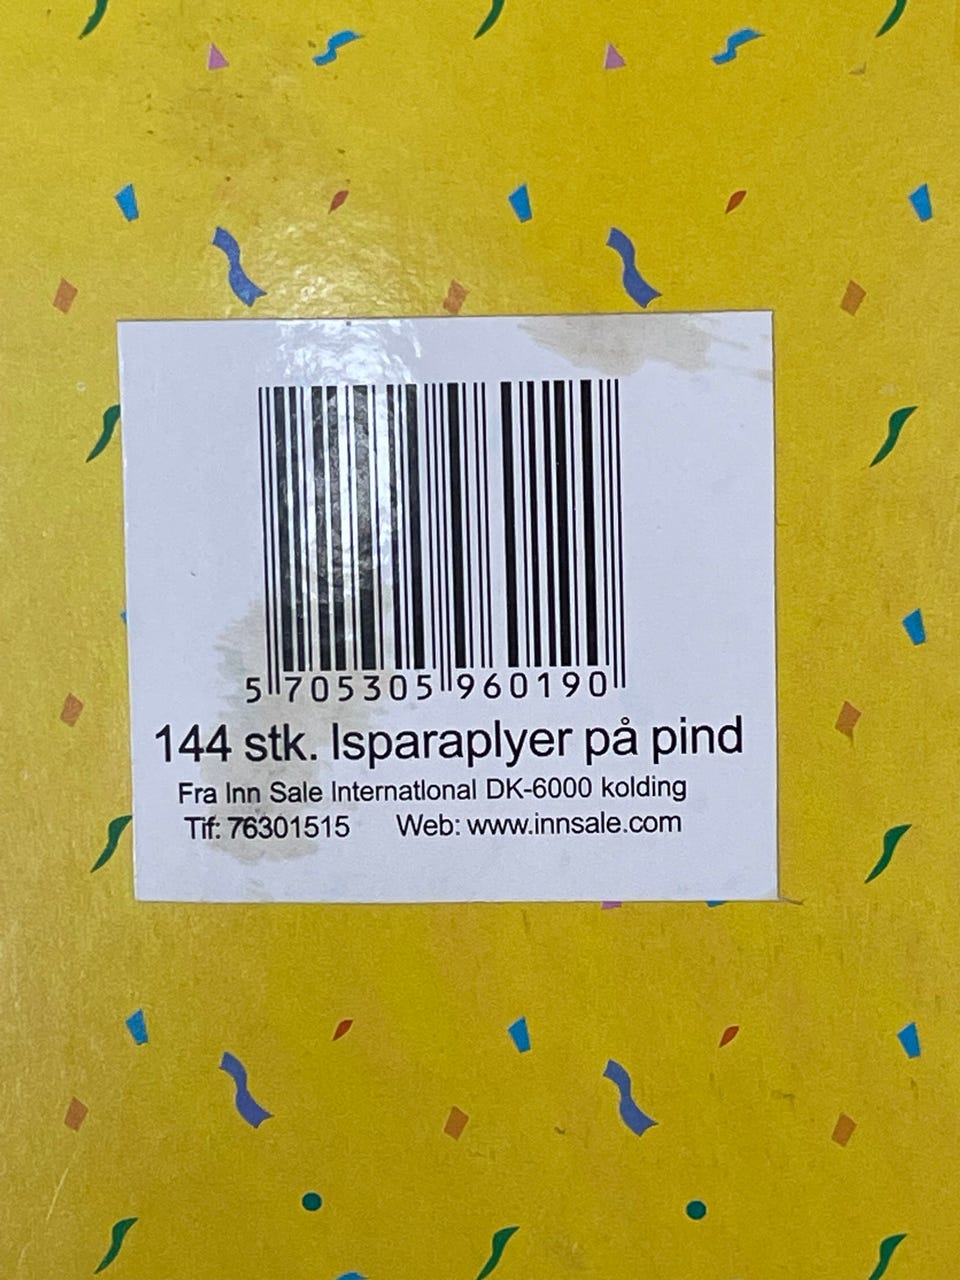 5 705305 960190
144 stk. Isparaplyer på pind
Fra Inn Sale International DK-6000 kolding
Tlf: 76301515 Web: www.innsale.com